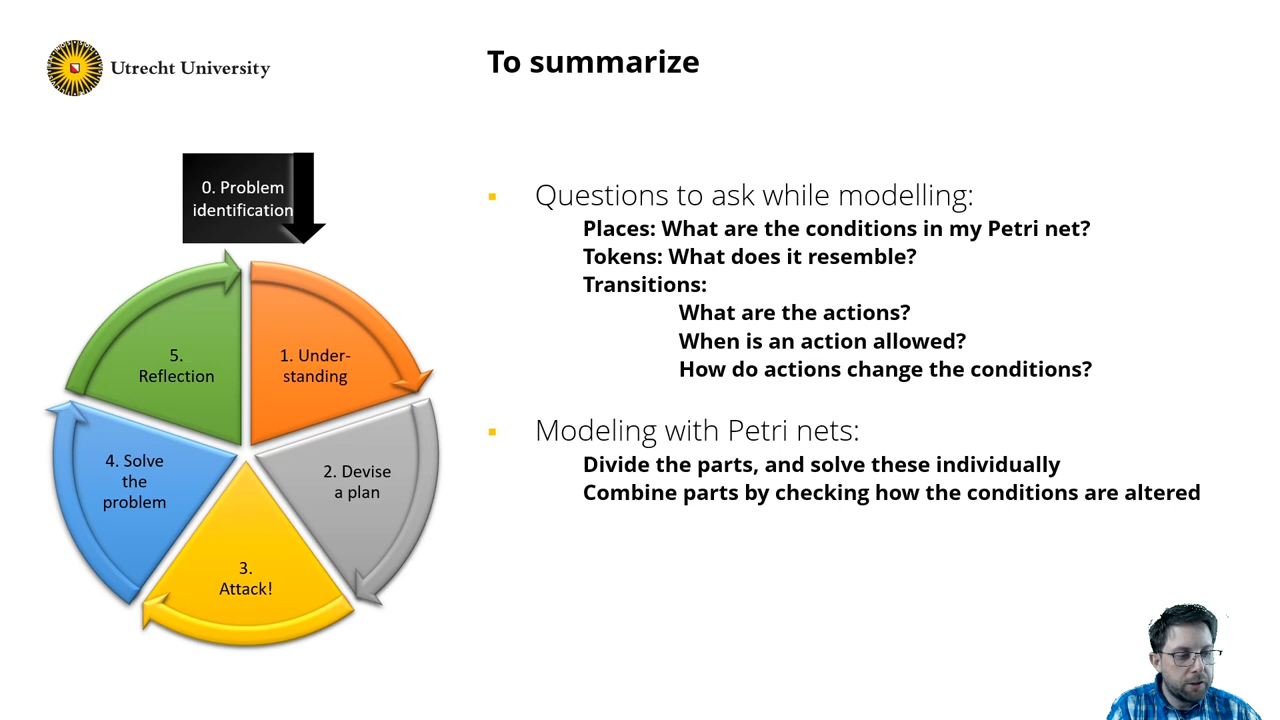 Utrecht University
To summarize
0. Problem
identification
5.
Reflection
1. Under-
standing
4. Solve
the
problem
2. Devise
a plan
3.
Attack!
Questions to ask while modelling:
Places: What are the conditions in my Petri net?
Tokens: What does it resemble?
Transitions:
What are the actions?
When is an action allowed?
How do actions change the conditions?
Modeling with Petri nets:
Divide the parts, and solve these individually
Combine parts by checking how the conditions are altered